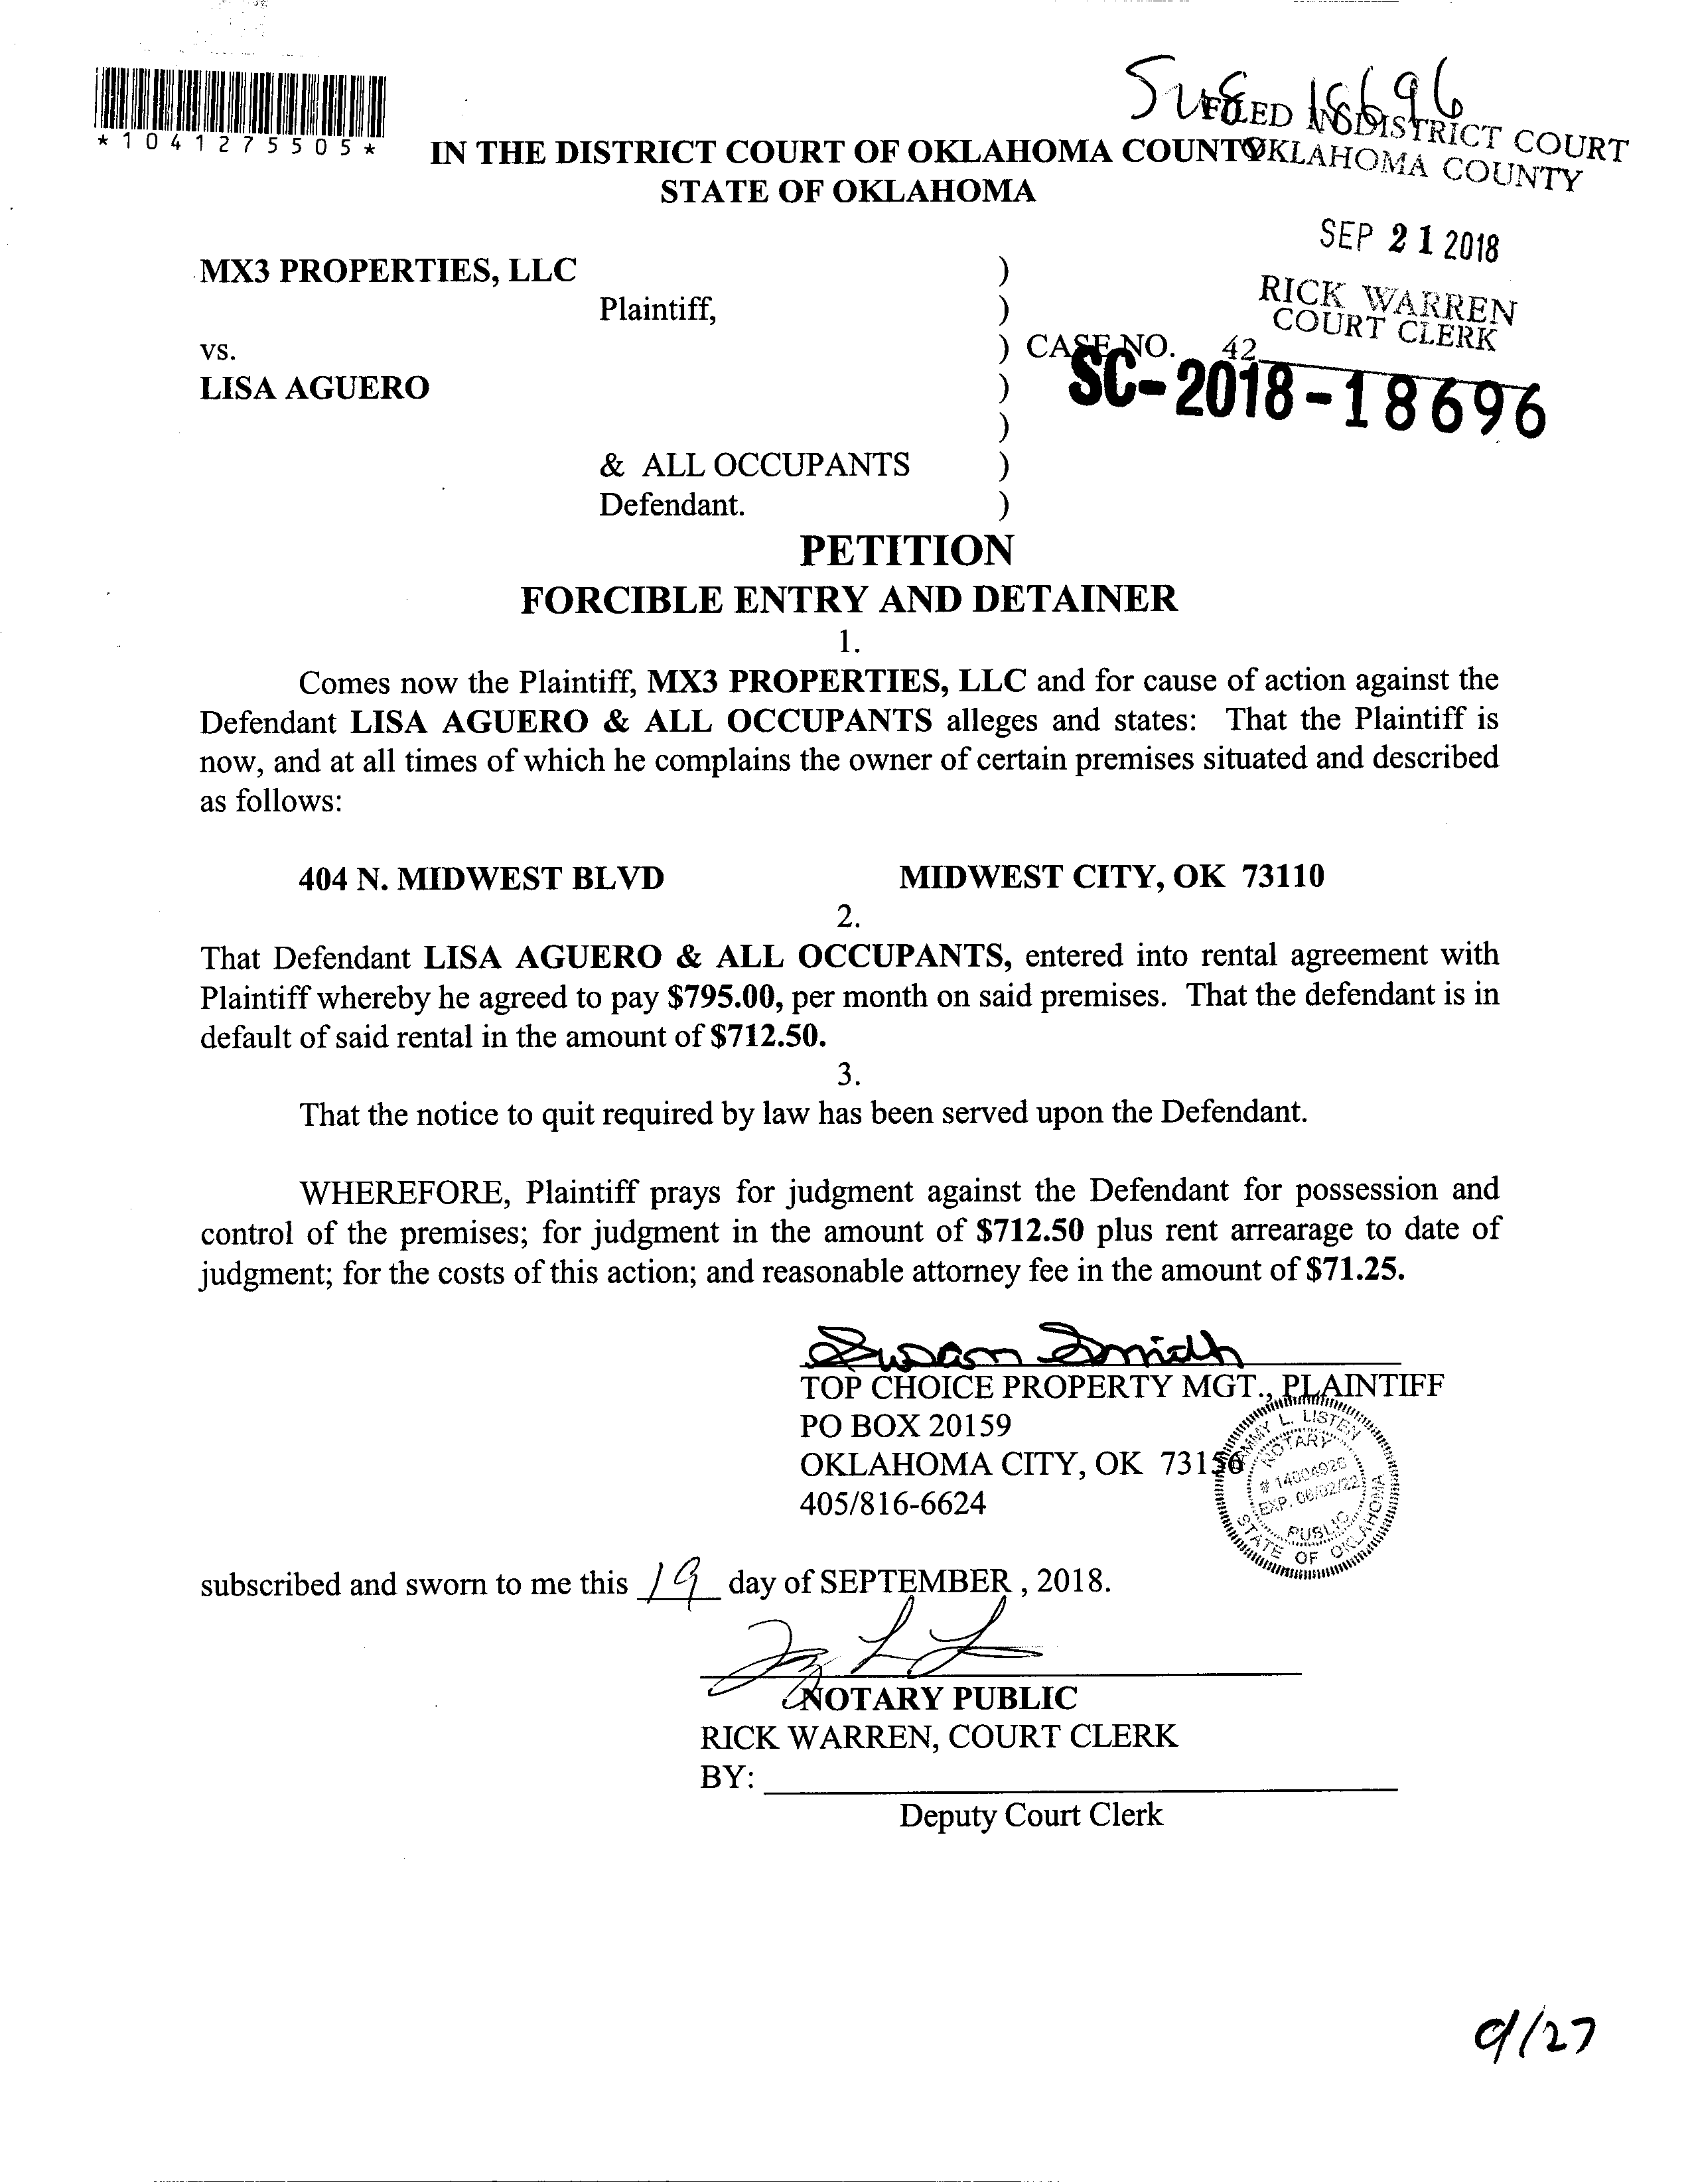 *1041275505*
Sue 18696
FILED IN DISTRICT COURT
OKLAHOMA COUNTY
IN THE DISTRICT COURT OF OKLAHOMA COUNTY
STATE OF OKLAHOMA
SEP 21 2018
RICK WARREN
COURT CLERK
42
MX3 PROPERTIES, LLC )
Plaintiff, )
vs. ) CASE NO.
SC-2018-18696
LISA AGUERO )
)
& ALL OCCUPANTS )
Defendant. )
PETITION
FORCIBLE ENTRY AND DETAINER
1.
Comes now the Plaintiff, MX3 PROPERTIES, LLC and for cause of action against the
Defendant LISA AGUERO & ALL OCCUPANTS alleges and states: That the Plaintiff is
now, and at all times of which he complains the owner of certain premises situated and described
as follows:
404 N. MIDWEST BLVD MIDWEST CITY, OK 73110
2.
That Defendant LISA AGUERO & ALL OCCUPANTS, entered into rental agreement with
Plaintiff whereby he agreed to pay $795.00, per month on said premises. That the defendant is in
default of said rental in the amount of $712.50.
3.
That the notice to quit required by law has been served upon the Defendant.
WHEREFORE, Plaintiff prays for judgment against the Defendant for possession and
control of the premises; for judgment in the amount of $712.50 plus rent arrearage to date of
judgment; for the costs of this action; and reasonable attorney fee in the amount of $71.25.
Susan Smith
TOP CHOICE PROPERTY MGT., PLAINTIFF
PO BOX 20159
OKLAHOMA CITY, OK 73156
405/816-6624
L. LISTEN
NOTARY
# 14004926
EXP. 06/02/22
PUBLIC
STATE OF OKLAHOMA
subscribed and sworn to me this 19 day of SEPTEMBER , 2018.
NOTARY PUBLIC
RICK WARREN, COURT CLERK
BY:
Deputy Court Clerk
9/27